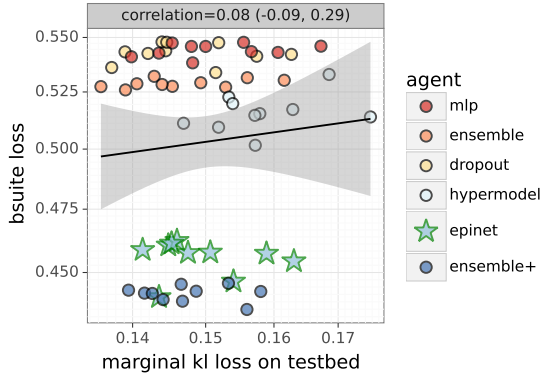 correlation=0.08 (-0.09, 0.29)
0.550
0.525
0.500
0.475
0.450
bsuite loss
0.14 0.15 0.16 0.17
marginal kl loss on testbed
agent
mlp
ensemble
dropout
hypermodel
epinet
ensemble+